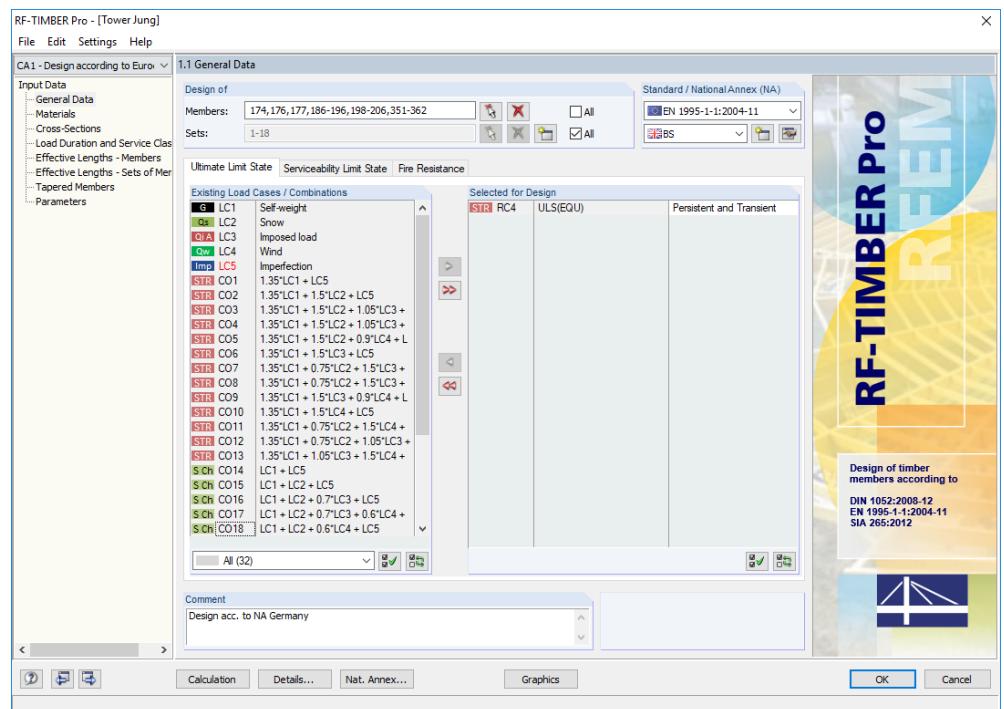 RF-TIMBER Pro - [Tower Jung]
File Edit Settings Help
CA1 - Design according to Euro
Input Data
General Data
Materials
Cross-Sections
Load Duration and Service Clas
Effective Lengths - Members
Effective Lengths - Sets of Mer
Tapered Members
Parameters
1.1 General Data
Design of
Members: 174,176,177,186-196,198-206,351-362 All
Sets: 1-18 All
Standard / National Annex (NA)
EN 1995-1-1:2004-11
BS
Ultimate Limit State Serviceability Limit State Fire Resistance
Existing Load Cases / Combinations
G LC1 Self-weight
Qs LC2 Snow
Qi A LC3 Imposed load
Qw LC4 Wind
Imp LC5 Imperfection
STR CO1 1.35*LC1 + LC5
STR CO2 1.35*LC1 + 1.5*LC2 + LC5
STR CO3 1.35*LC1 + 1.5*LC2 + 1.05*LC3 +
STR CO4 1.35*LC1 + 1.5*LC2 + 1.05*LC3 +
STR CO5 1.35*LC1 + 1.5*LC2 + 0.9*LC4 + L
STR CO6 1.35*LC1 + 1.5*LC3 + LC5
STR CO7 1.35*LC1 + 0.75*LC2 + 1.5*LC3 +
STR CO8 1.35*LC1 + 0.75*LC2 + 1.5*LC3 +
STR CO9 1.35*LC1 + 1.5*LC3 + 0.9*LC4 + L
STR CO10 1.35*LC1 + 1.5*LC4 + LC5
STR CO11 1.35*LC1 + 0.75*LC2 + 1.5*LC4 +
STR CO12 1.35*LC1 + 0.75*LC2 + 1.05*LC3 +
STR CO13 1.35*LC1 + 1.05*LC3 + 1.5*LC4 +
S Ch CO14 LC1 + LC5
S Ch CO15 LC1 + LC2 + LC5
S Ch CO16 LC1 + LC2 + 0.7*LC3 + LC5
S Ch CO17 LC1 + LC2 + 0.7*LC3 + 0.6*LC4 +
S Ch CO18 LC1 + LC2 + 0.6*LC4 + LC5
All (32)
Selected for Design
STR RC4 ULS(EQU) Persistent and Transient
Comment
Design acc. to NA Germany
RFEM
RF-TIMBER Pro
Design of timber
members according to
DIN 1052:2008-12
EN 1995-1-1:2004-11
SIA 265:2012
Calculation Details... Nat. Annex... Graphics OK Cancel